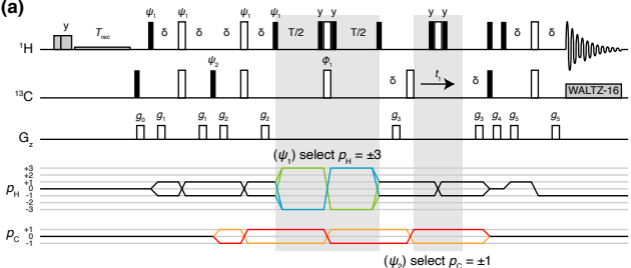 (a)
ψ1 ψ1 ψ1 ψ1 y y y
y Trec δ δ δ δ T/2 T/2
1H
ψ2 ϕ1
13C δ t1 δ WALTZ-16
g0 g1 g1 g2 g2 g3 g3 g4 g5 g5
Gz
(ψ1) select pH = ±3
+3
+2
+1
pH 0
-1
-2
-3
+1
pC 0
-1
(ψ2) select pC = ±1